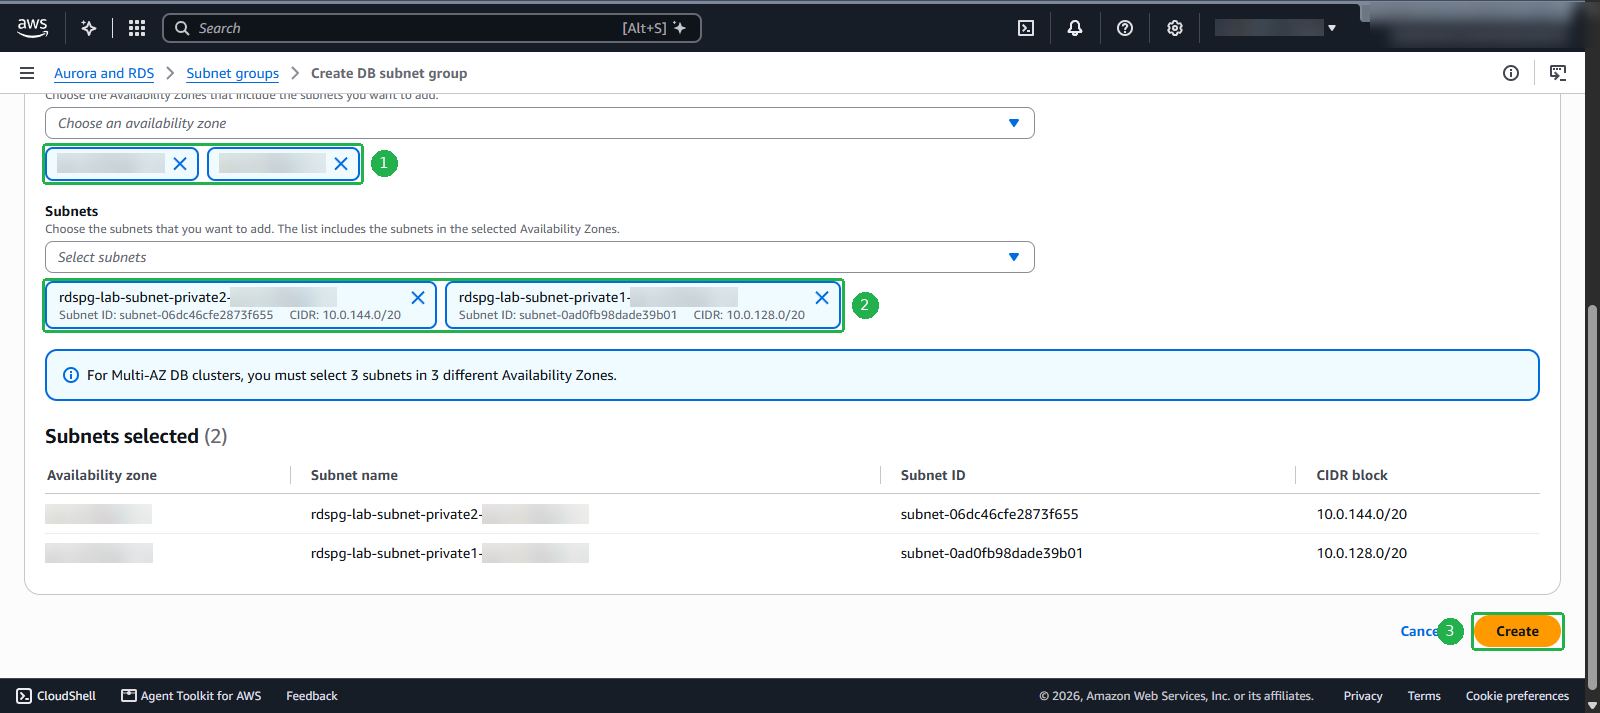 aws
Search
[Alt+S]
Aurora and RDS
Subnet groups
Create DB subnet group
Choose the Availability Zones that include the subnets you want to add.
Choose an availability zone
1
Subnets
Choose the subnets that you want to add. The list includes the subnets in the selected Availability Zones.
Select subnets
rdspg-lab-subnet-private2-
Subnet ID: subnet-06dc46cfe2873f655 CIDR: 10.0.144.0/20
rdspg-lab-subnet-private1-
Subnet ID: subnet-0ad0fb98dade39b01 CIDR: 10.0.128.0/20
2
For Multi-AZ DB clusters, you must select 3 subnets in 3 different Availability Zones.
Subnets selected (2)
Availability zone Subnet name Subnet ID CIDR block
rdspg-lab-subnet-private2- subnet-06dc46cfe2873f655 10.0.144.0/20
rdspg-lab-subnet-private1- subnet-0ad0fb98dade39b01 10.0.128.0/20
Cance 3 Create
CloudShell Agent Toolkit for AWS Feedback © 2026, Amazon Web Services, Inc. or its affiliates. Privacy Terms Cookie preferences